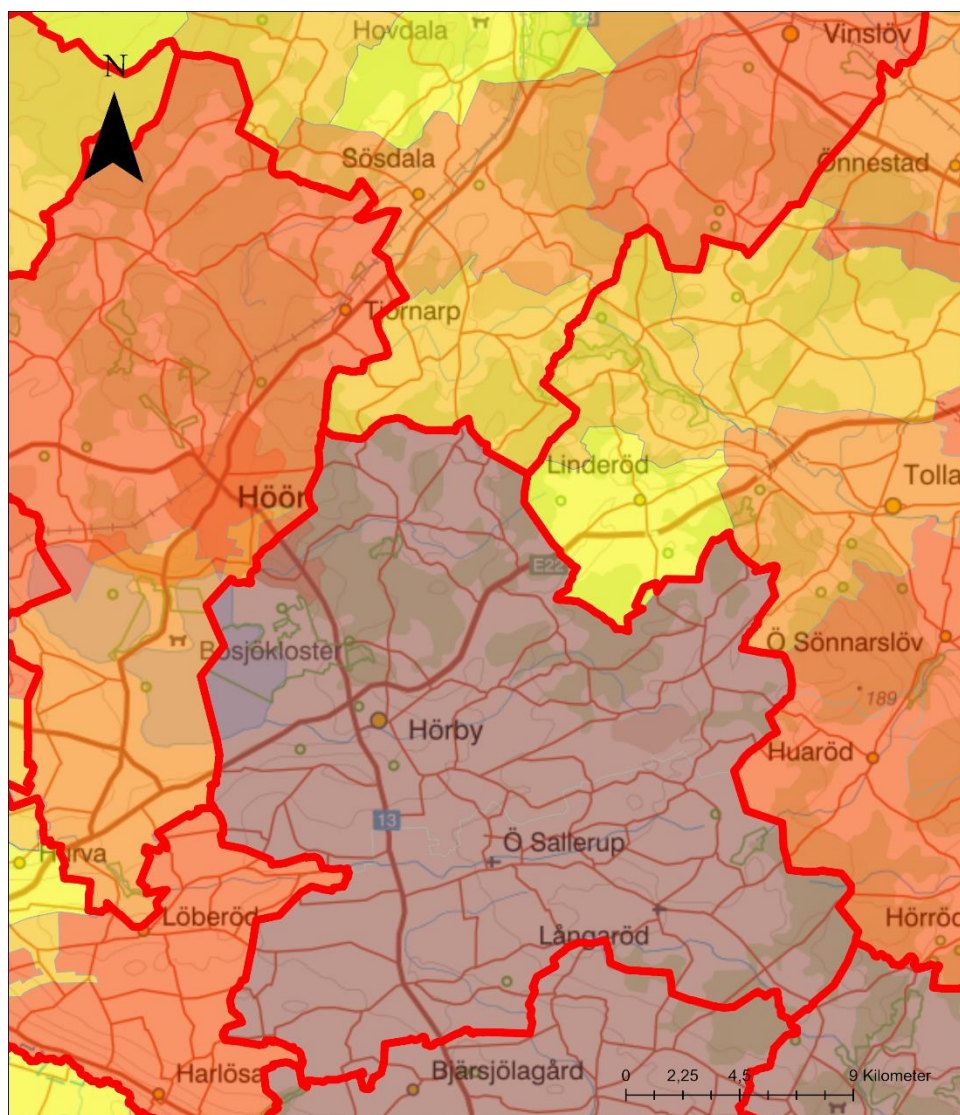 Hovdala
23
Vinslöv
N
Sösdala
Önnestad
Tjörnarp
Linderöd
Tolla
Höör
E22
Bosjökloster
Ö Sönnarslöv
189
Hörby
Huaröd
13
Ö Sallerup
Hurva
Löberöd
Långaröd
Hörröd
Harlösa
Bjärsjölagård
0 2,25 4,5 9 Kilometer